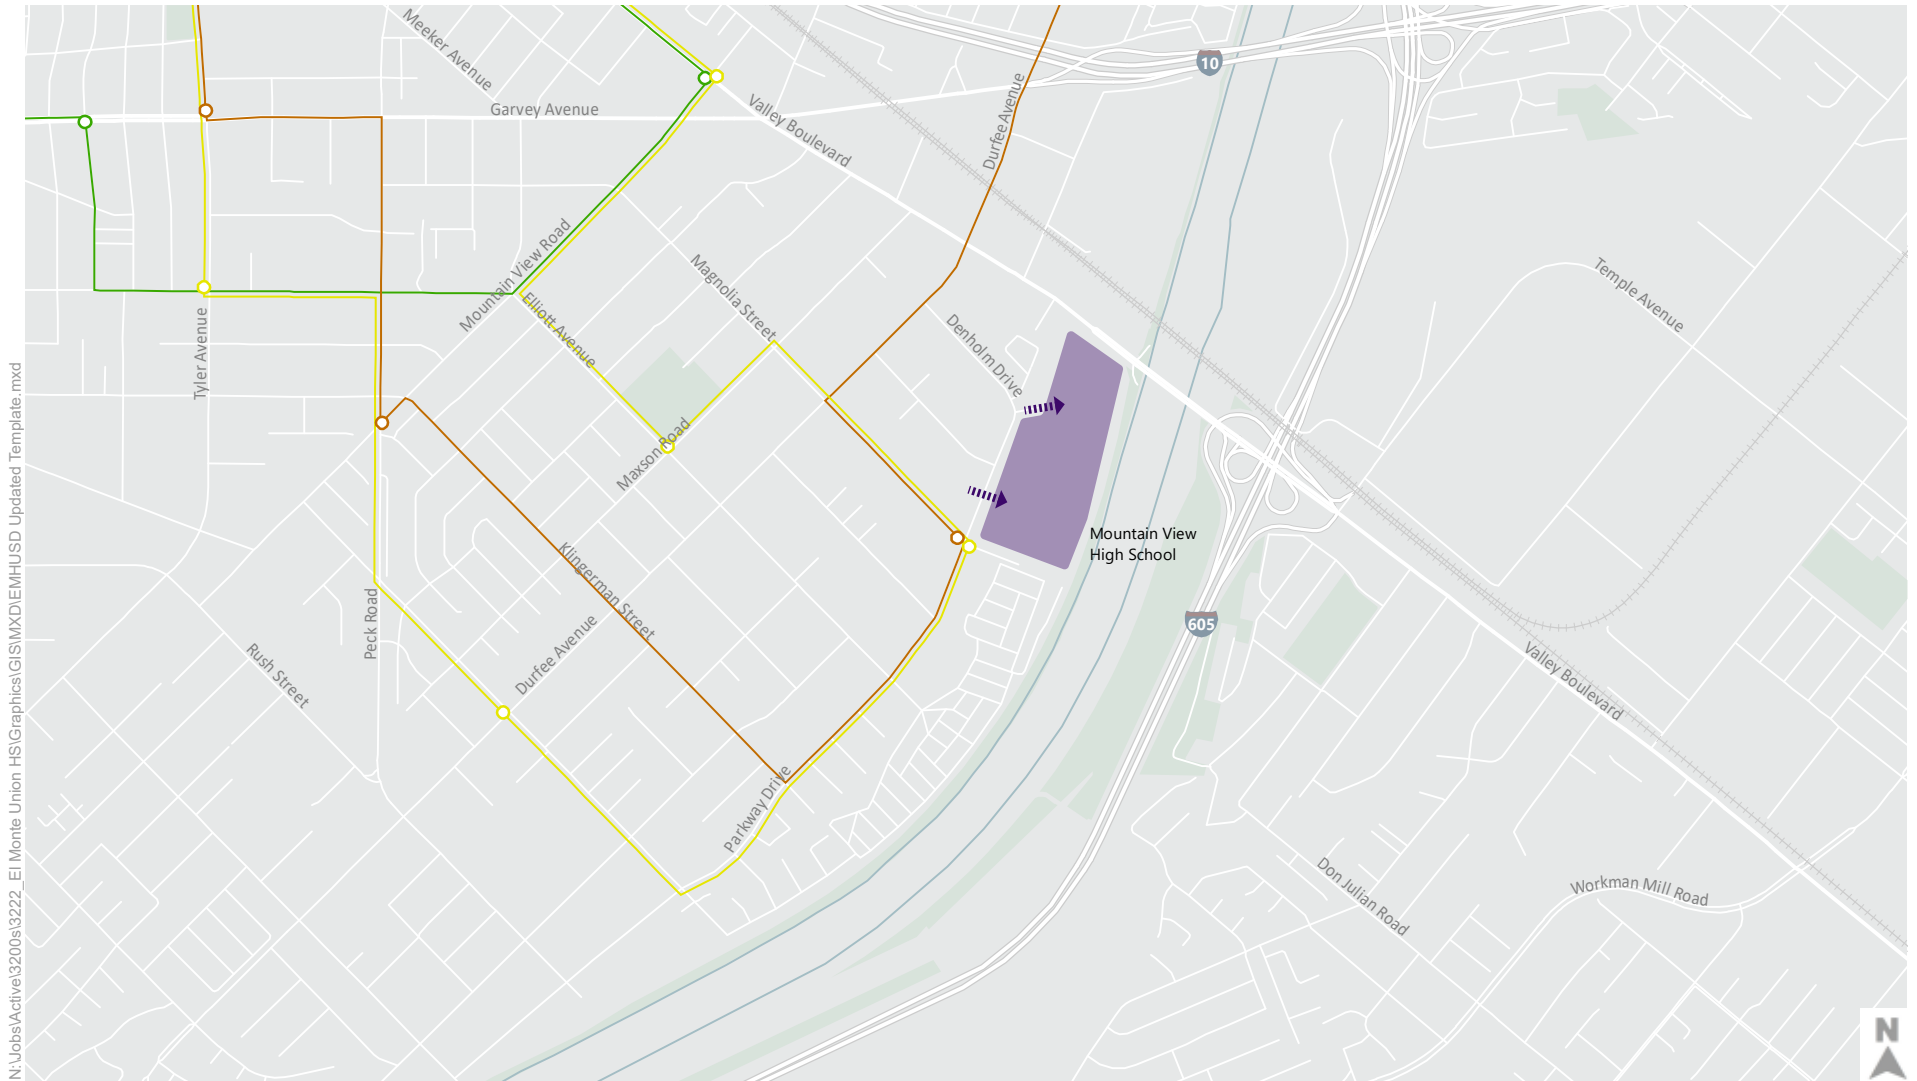 Meeker Avenue
Garvey Avenue
Valley Boulevard
Durfee Avenue
10
Mountain View Road
Elliott Avenue
Magnolia Street
Denholm Drive
Temple Avenue
Tyler Avenue
Maxson Road
Mountain View
High School
Klingerman Street
Durfee Avenue
Peck Road
Rush Street
605
Valley Boulevard
Parkway Drive
Don Julian Road
Workman Mill Road
N
N:\Jobs\Active\3200s\3222_El Monte Union HS\Graphics\GIS\MXD\EMHUSD Updated Template.mxd